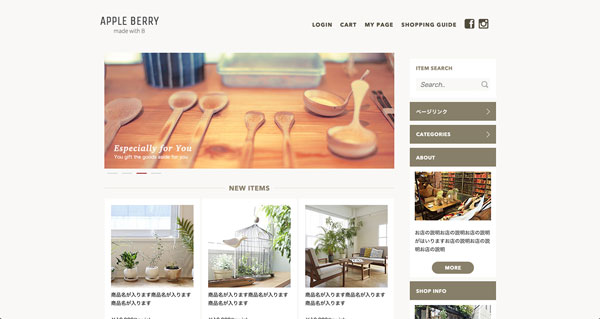 APPLE BERRY
made with B
LOGIN CART MY PAGE SHOPPING GUIDE
Especially for You
You gift the goods aside for you
NEW ITEMS
商品名が入ります商品名が入ります
商品名が入ります
商品名が入ります商品名が入ります
商品名が入ります
商品名が入ります商品名が入ります
商品名が入ります
ITEM SEARCH
Search..
ページリンク
CATEGORIES
ABOUT
お店の説明お店の説明お店の説明
がはいりますお店の説明お店の説
明お店の説明
MORE
SHOP INFO